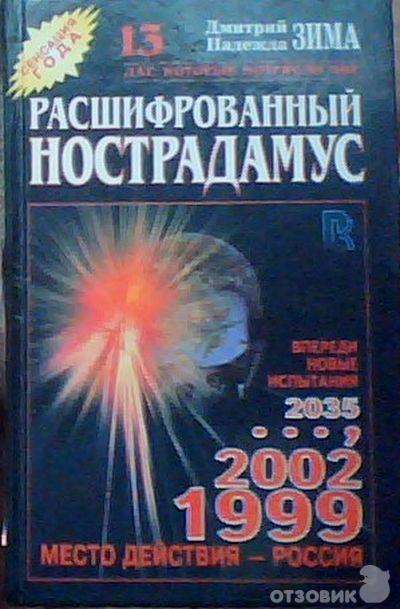 СЕНСАЦИЯ
ГОДА
13
Дмитрий
Надежда
ЗИМА
РАСШИФРОВАННЫЙ
НОСТРАДАМУС
R
ВПЕРЕДИ
НОВЫЕ
ИСПЫТАНИЯ
2035
...,
2002
1999
МЕСТО ДЕЙСТВИЯ — РОССИЯ
ОТЗОВИК